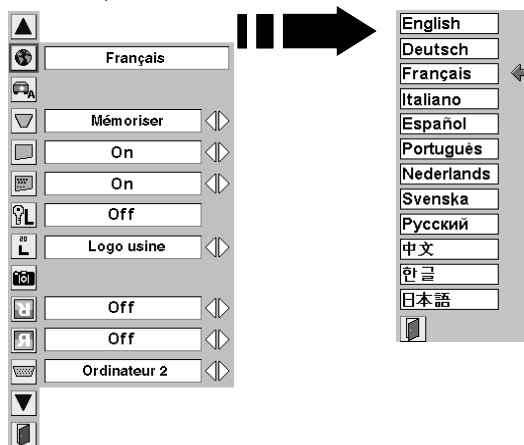 Français
A
Mémoriser
On
On
L
Off
20
L
Logo usine
R
Off
R
Off
Ordinateur 2
English
Deutsch
Français
Italiano
Español
Português
Nederlands
Svenska
Русский
中文
한글
日本語